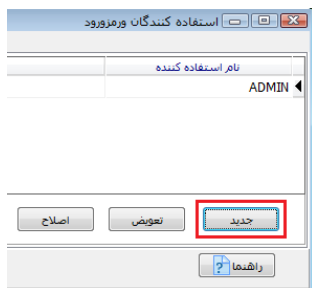 استفاده کنندگان ورمزورود
نام استفاده کننده
ADMIN
جدید تعویض اصلاح
راهنما ?